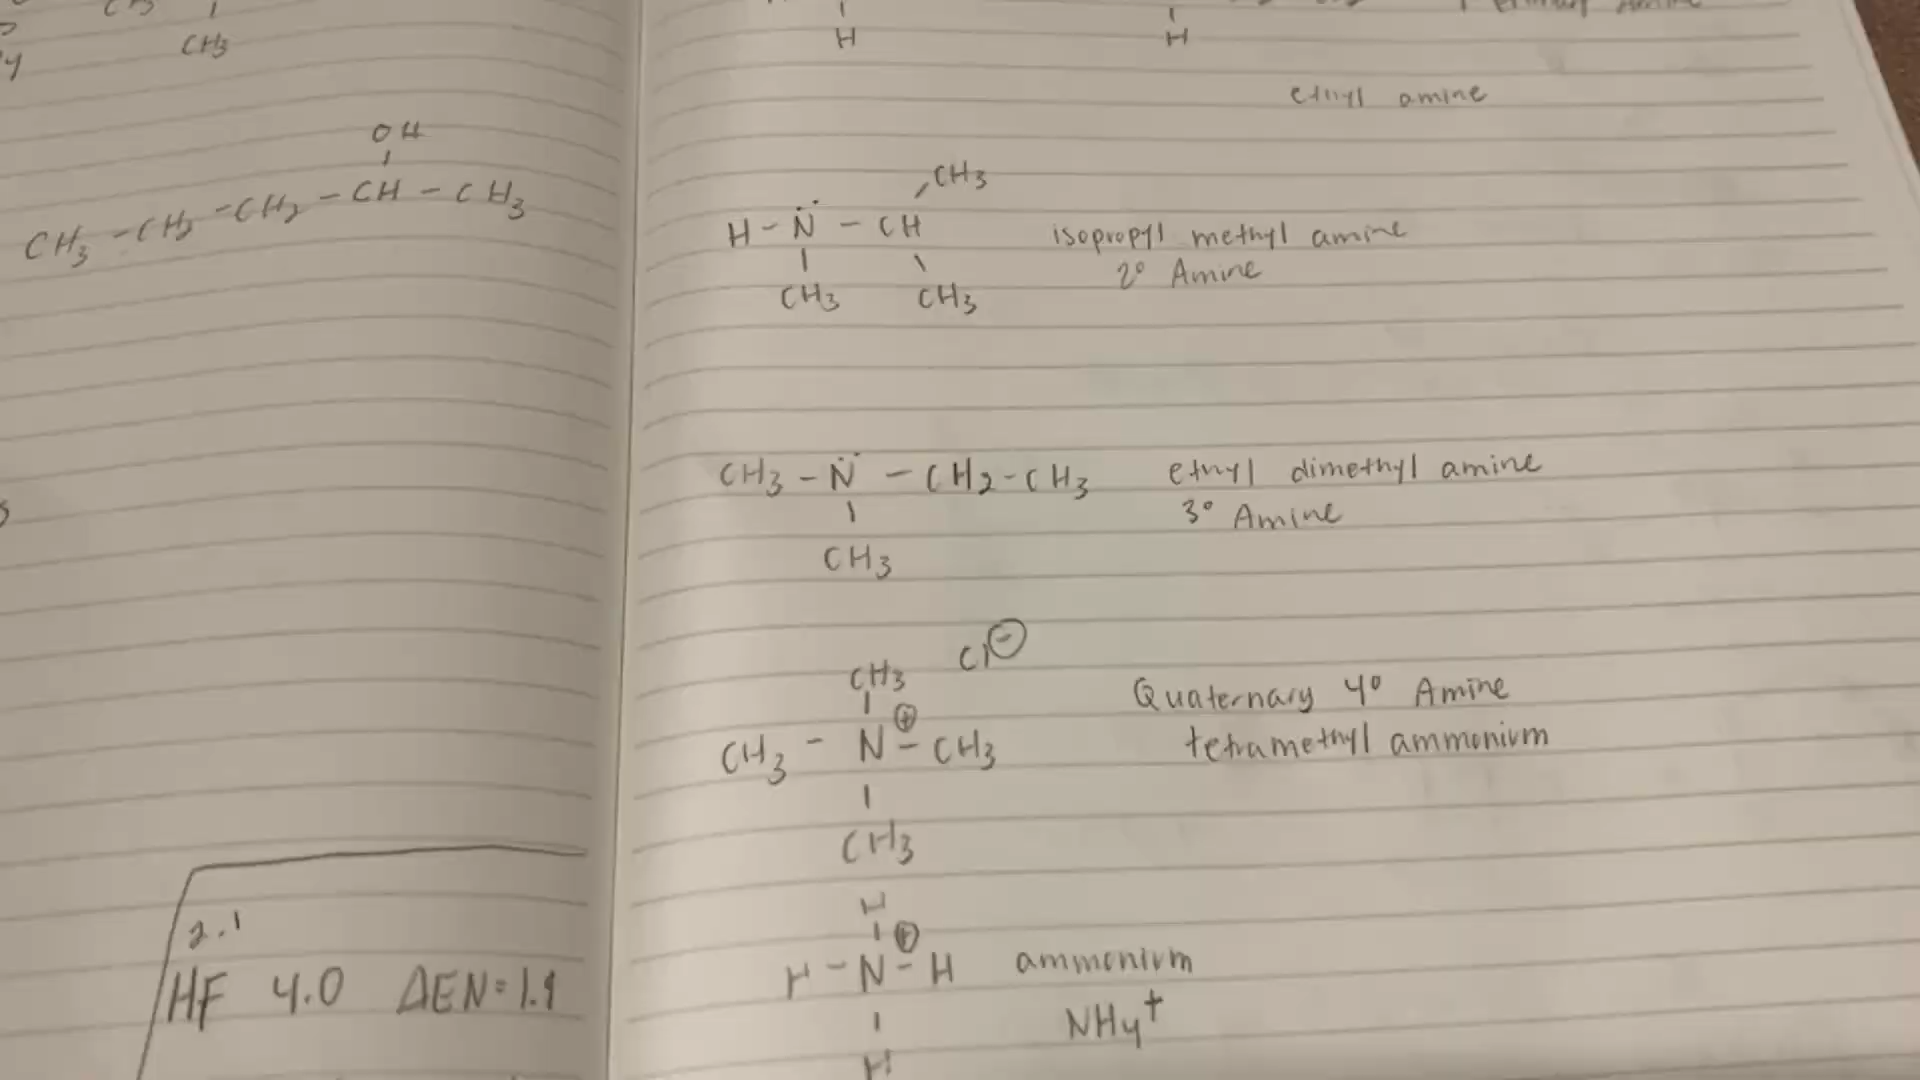 CH3
OH
CH3 - CH2 - CH2 - CH - CH3
2.1
HF 4.0 ΔEN = 1.9
H H
Primary Amine
ethyl amine
CH3
H - N̈ - CH isopropyl methyl amine
2° Amine
CH3 CH3
CH3 - N̈ - CH2 - CH3 ethyl dimethyl amine
3° Amine
CH3
Cl ⊖
CH3
Quaternary 4° Amine
⊕
CH3 - N - CH3 tetramethyl ammonium
CH3
H
⊕
H - N - H ammonium
NH4+
H